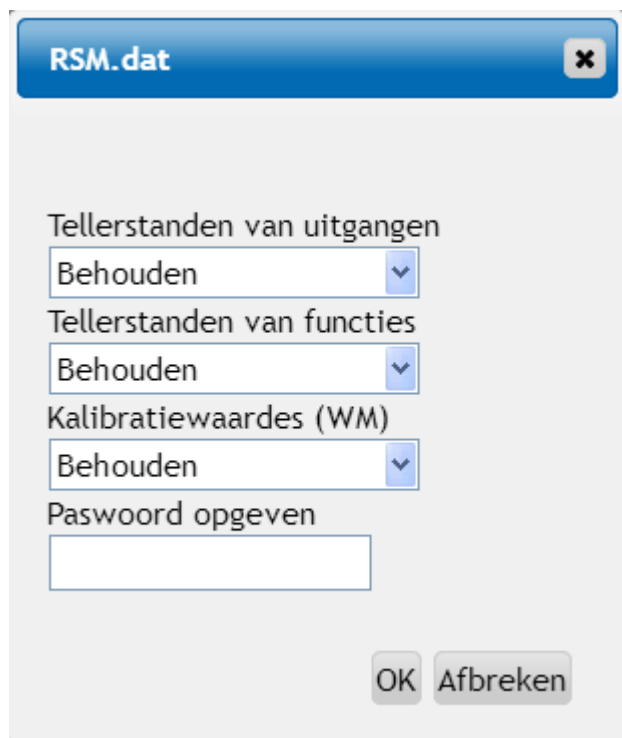 RSM.dat
Tellerstanden van uitgangen
Behouden
Tellerstanden van functies
Behouden
Kalibratiewaardes (WM)
Behouden
Paswoord opgeven
OK Afbreken